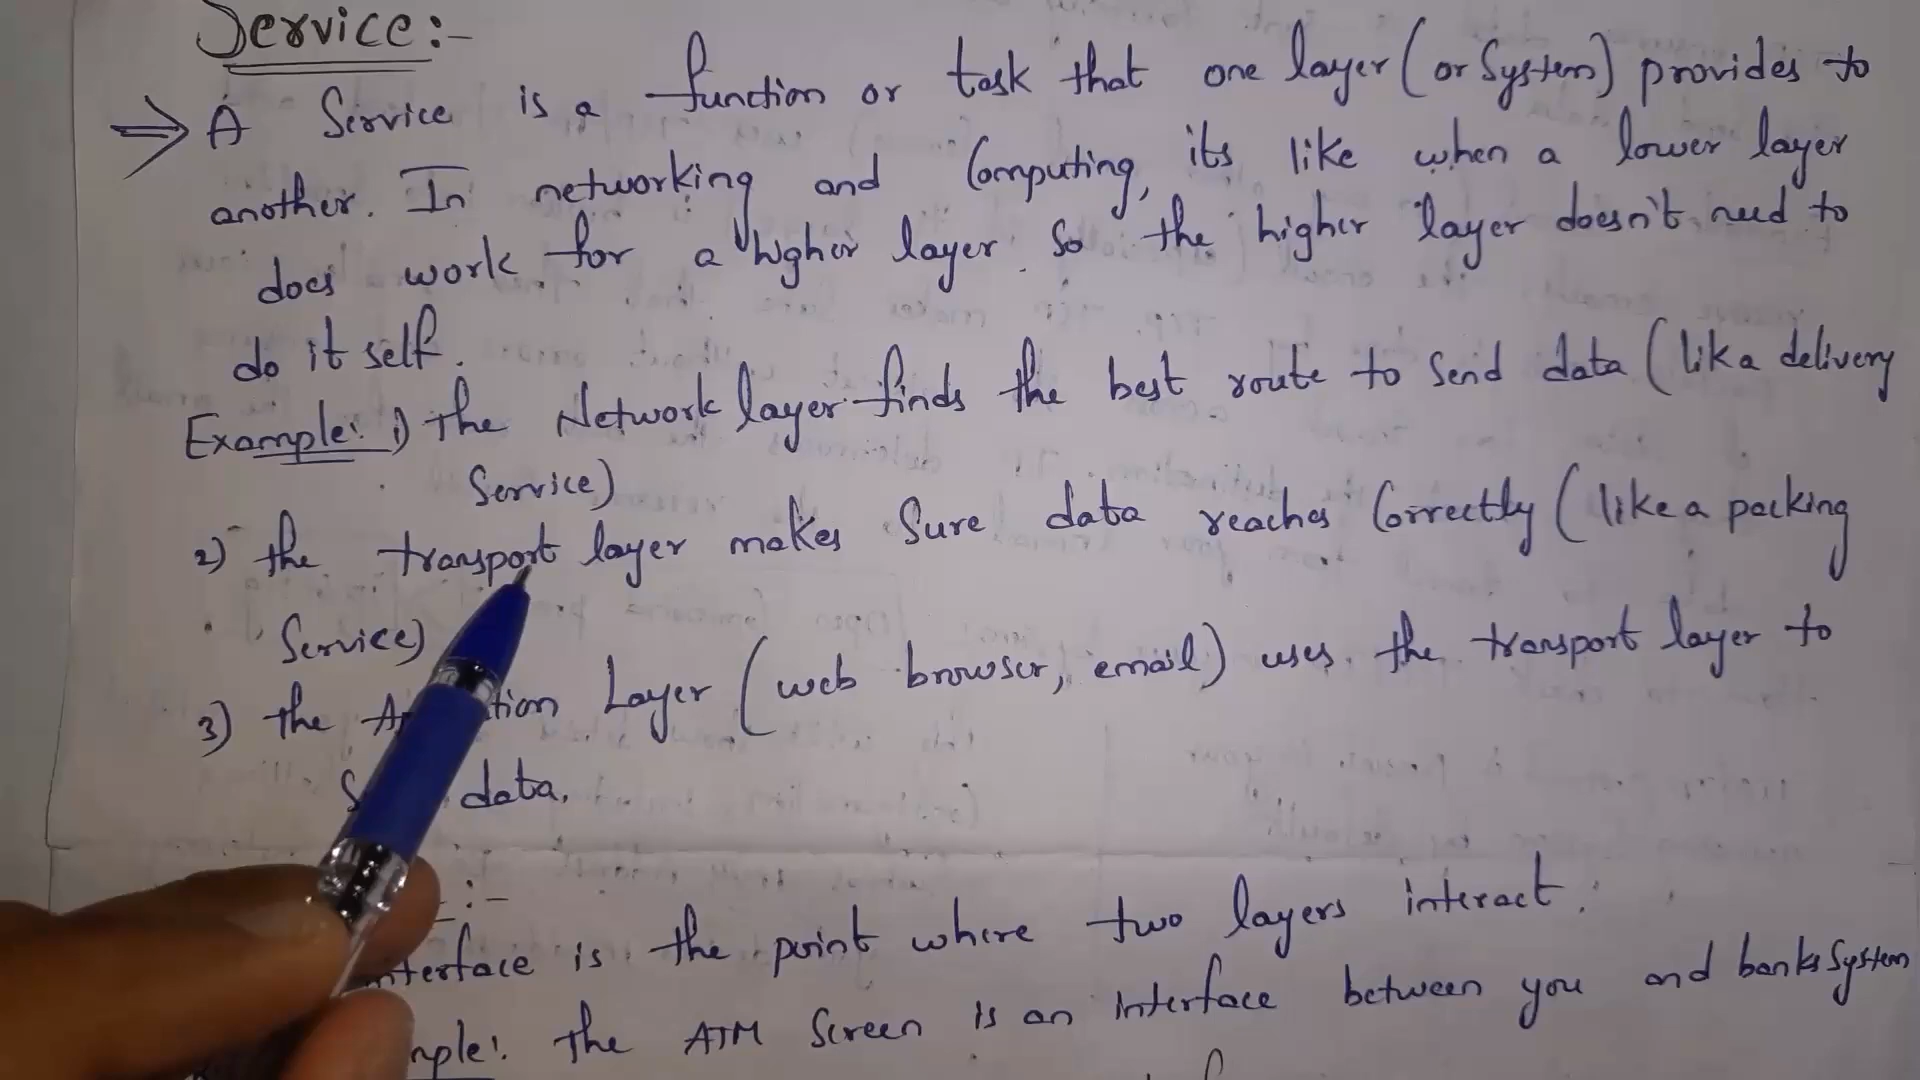 Service:-
⇒ A Service is a function or task that one layer (or System) provides to
another. In networking and Computing, its like when a lower layer
does work for a higher layer. So the higher layer doesn't need to
do it self.
Example: 1) The Network layer finds the best route to Send data (lik a delivery
Service)
2) the transport layer makes Sure data reaches Correctly (like a packing
Service)
3) the Layer (web browser, email) uses the transport layer to
data.
:-
is the point where two layers interact.
the ATM Screen is an interface between you and banks System